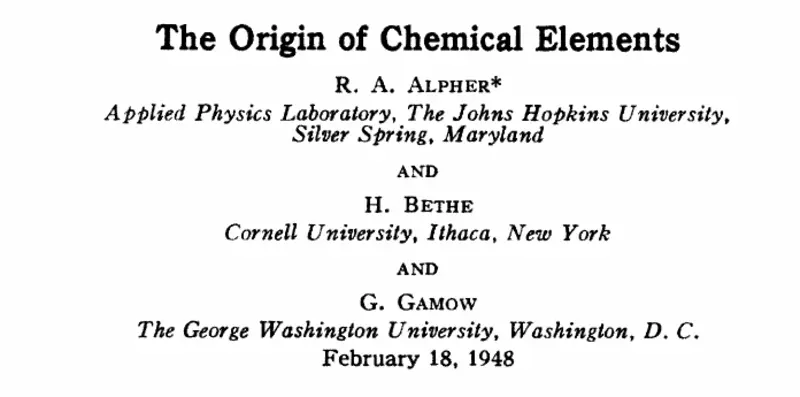 The Origin of Chemical Elements
R. A. ALPHER*
Applied Physics Laboratory, The Johns Hopkins University,
Silver Spring, Maryland
AND
H. BETHE
Cornell University, Ithaca, New York
AND
G. GAMOW
The George Washington University, Washington, D. C.
February 18, 1948